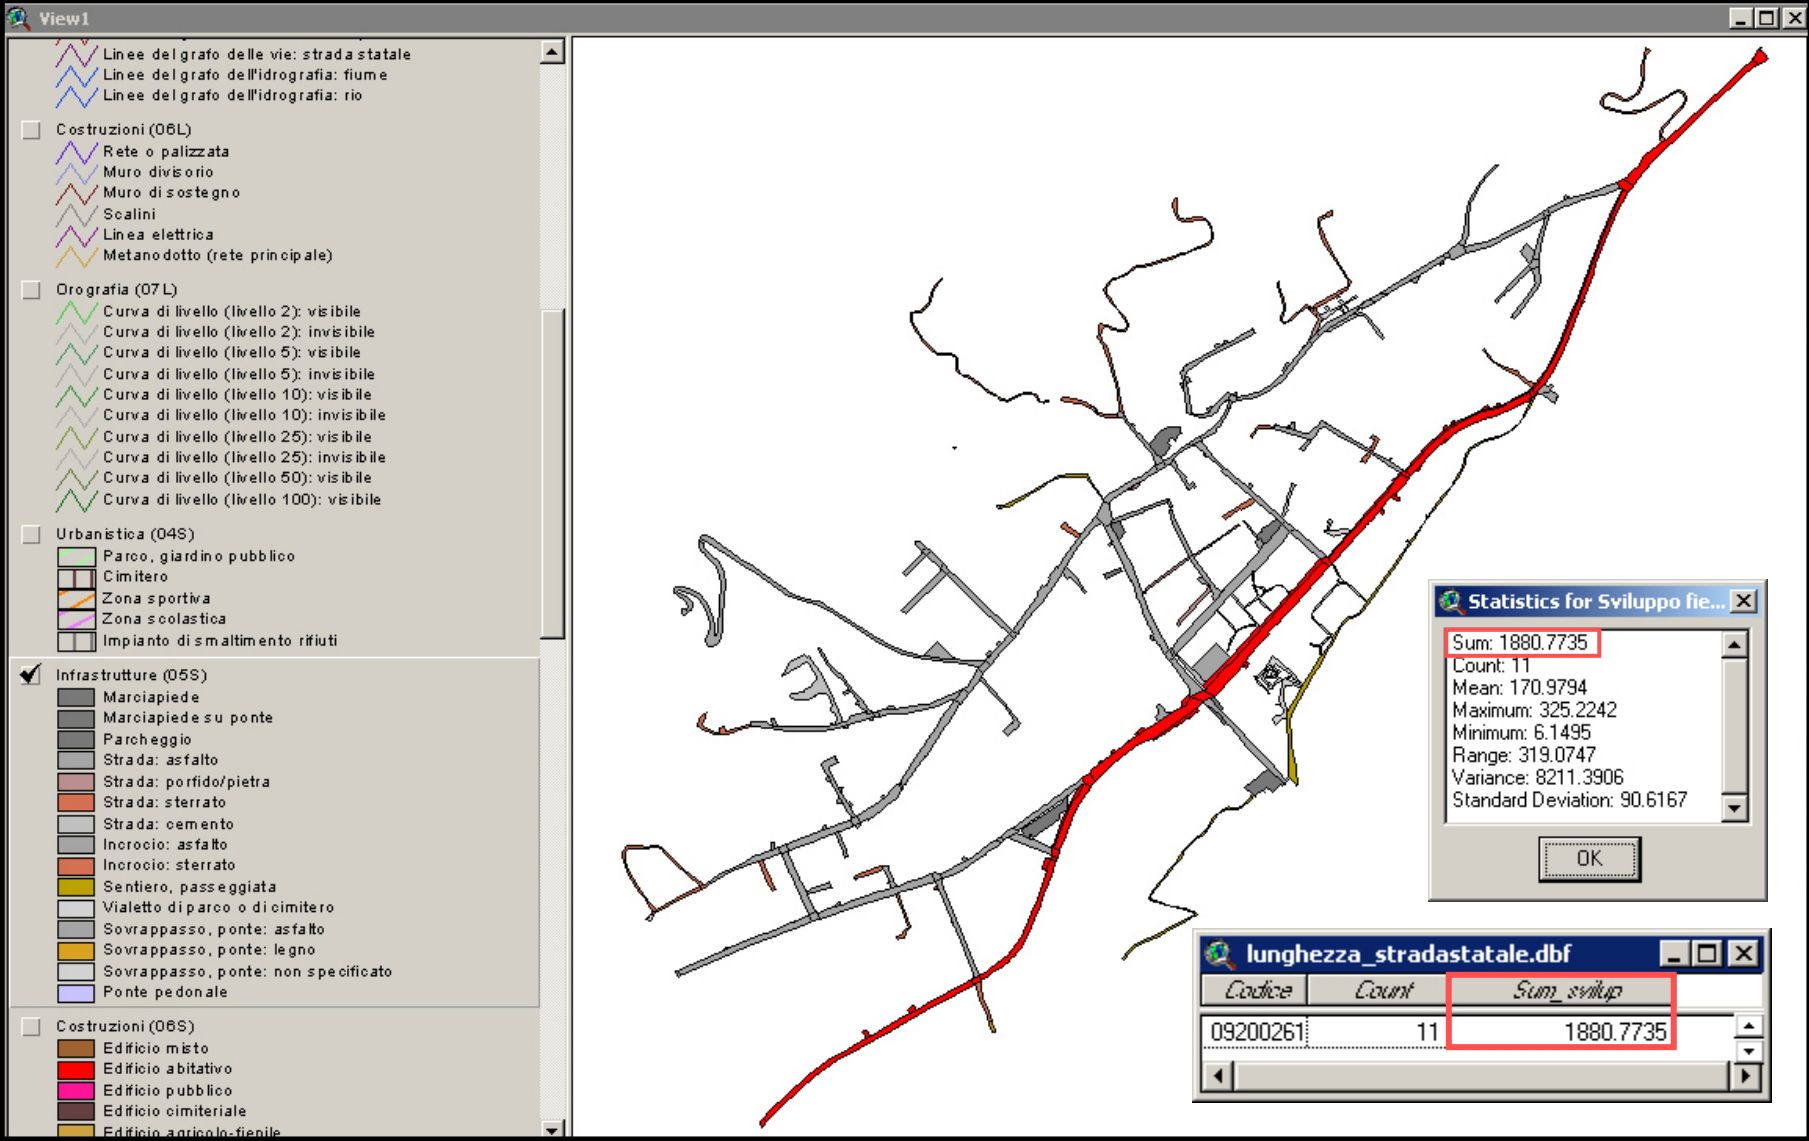 View1
Linee del grafo delle vie: strada statale
Linee del grafo dell'idrografia: fiume
Linee del grafo dell'idrografia: rio
Costruzioni (06L)
Rete o palizzata
Muro divisorio
Muro di sostegno
Scalini
Linea elettrica
Metanodotto (rete principale)
Orografia (07L)
Curva di livello (livello 2): visibile
Curva di livello (livello 2): invisibile
Curva di livello (livello 5): visibile
Curva di livello (livello 5): invisibile
Curva di livello (livello 10): visibile
Curva di livello (livello 10): invisibile
Curva di livello (livello 25): visibile
Curva di livello (livello 25): invisibile
Curva di livello (livello 50): visibile
Curva di livello (livello 100): visibile
Urbanistica (04S)
Parco, giardino pubblico
Cimitero
Zona sportiva
Zona scolastica
Impianto di smaltimento rifiuti
Infrastrutture (05S)
Marciapiede
Marciapiede su ponte
Parcheggio
Strada: asfalto
Strada: porfido/pietra
Strada: sterrato
Strada: cemento
Incrocio: asfalto
Incrocio: sterrato
Sentiero, passeggiata
Vialetto di parco o di cimitero
Sovrappasso, ponte: asfalto
Sovrappasso, ponte: legno
Sovrappasso, ponte: non specificato
Ponte pedonale
Costruzioni (06S)
Edificio misto
Edificio abitativo
Edificio pubblico
Edificio cimiteriale
Edificio agricolo-fienile
Statistics for Sviluppo fie...
Sum: 1880.7735
Count: 11
Mean: 170.9794
Maximum: 325.2242
Minimum: 6.1495
Range: 319.0747
Variance: 8211.3906
Standard Deviation: 90.6167
OK
lunghezza_stradastatale.dbf
Codice Count Sum_svilup
09200261 11 1880.7735